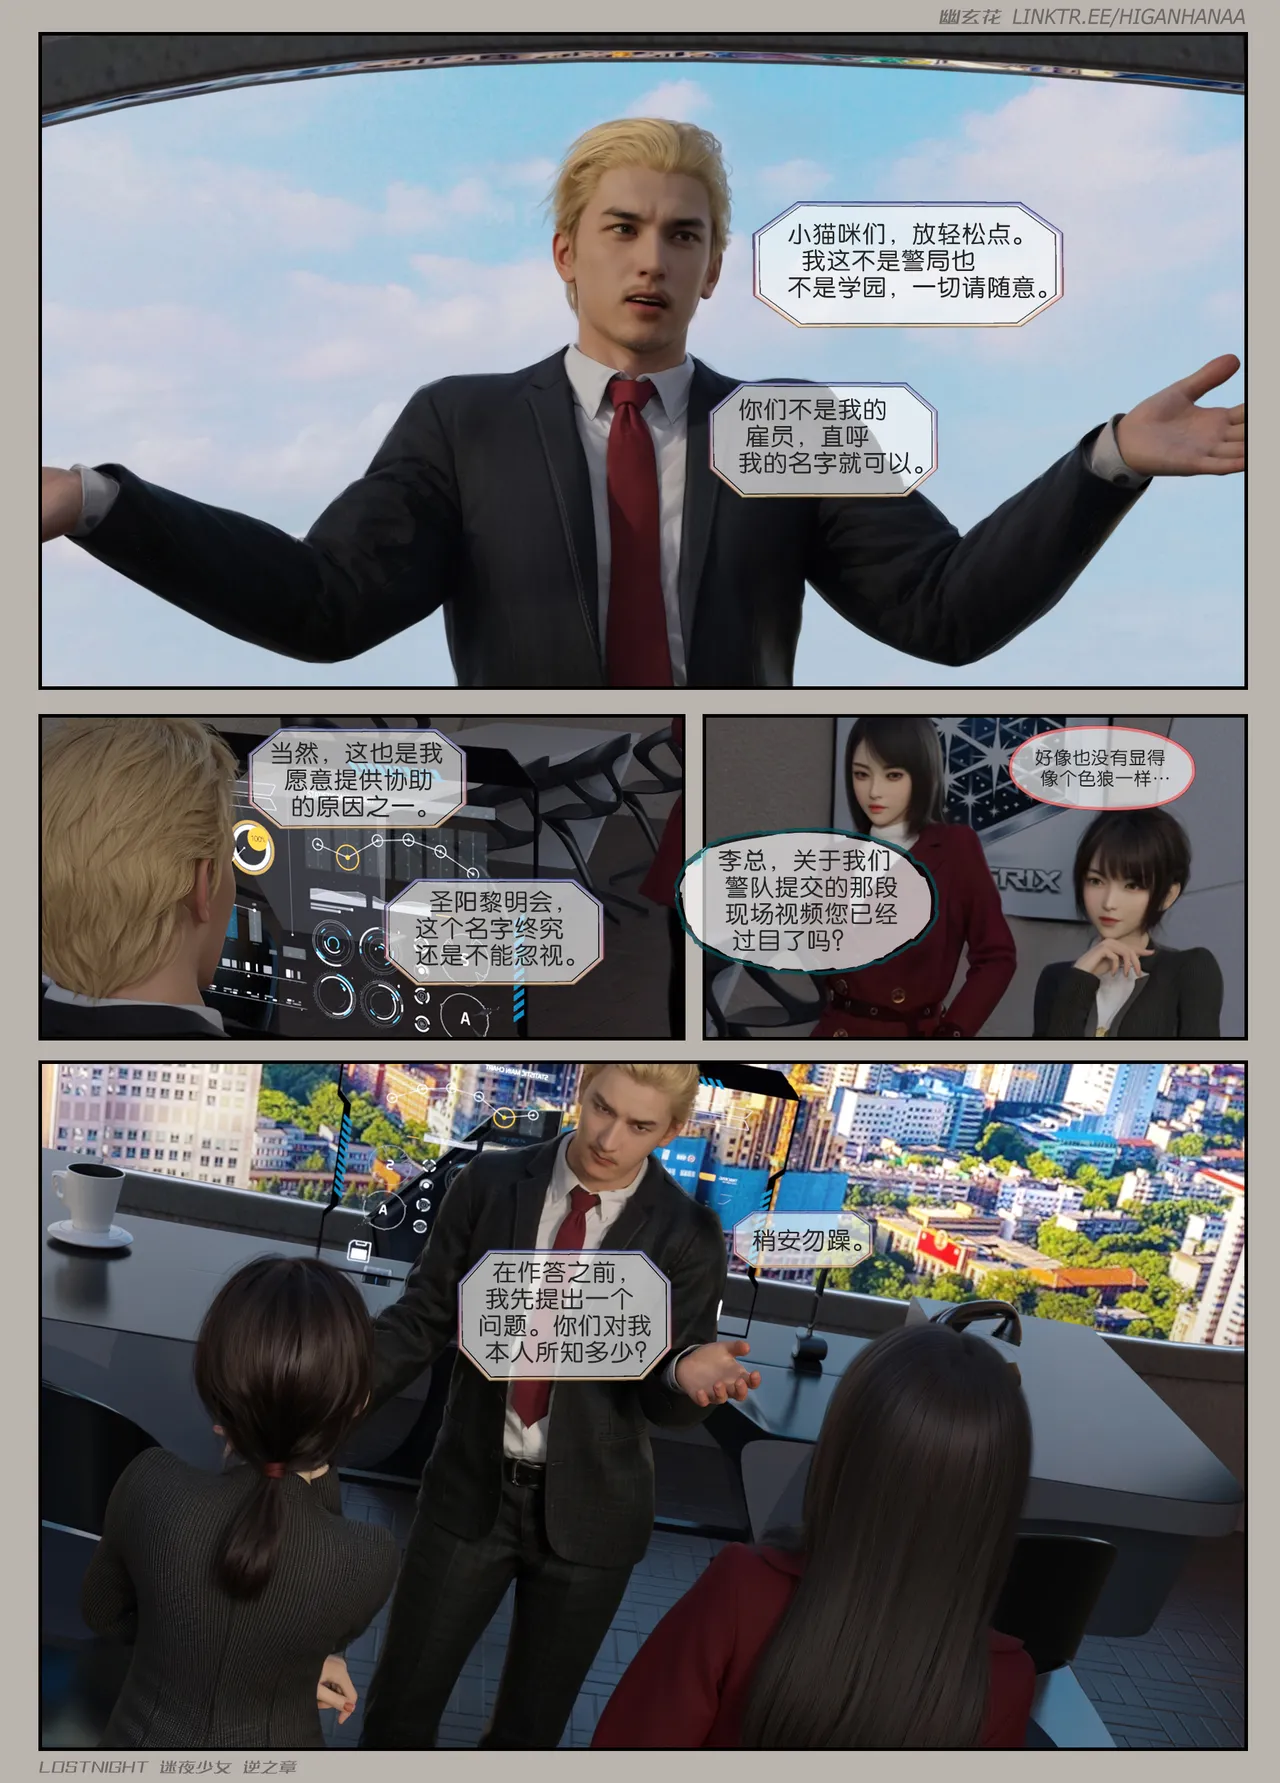 幽玄花 LINKTR.EE/HIGANHANAA
小猫咪们，放轻松点。
我这不是警局也
不是学园，一切请随意。
你们不是我的
雇员，直呼
我的名字就可以。
当然，这也是我
愿意提供协助
的原因之一。
100%
圣阳黎明会，
这个名字终究
还是不能忽视。
A
好像也没有显得
像个色狼一样…
李总，关于我们
警队提交的那段
现场视频您已经
过目了吗？
RIX
A
稍安勿躁。
在作答之前，
我先提出一个
问题。你们对我
本人所知多少？
LOSTNIGHT 迷夜少女 逆之章